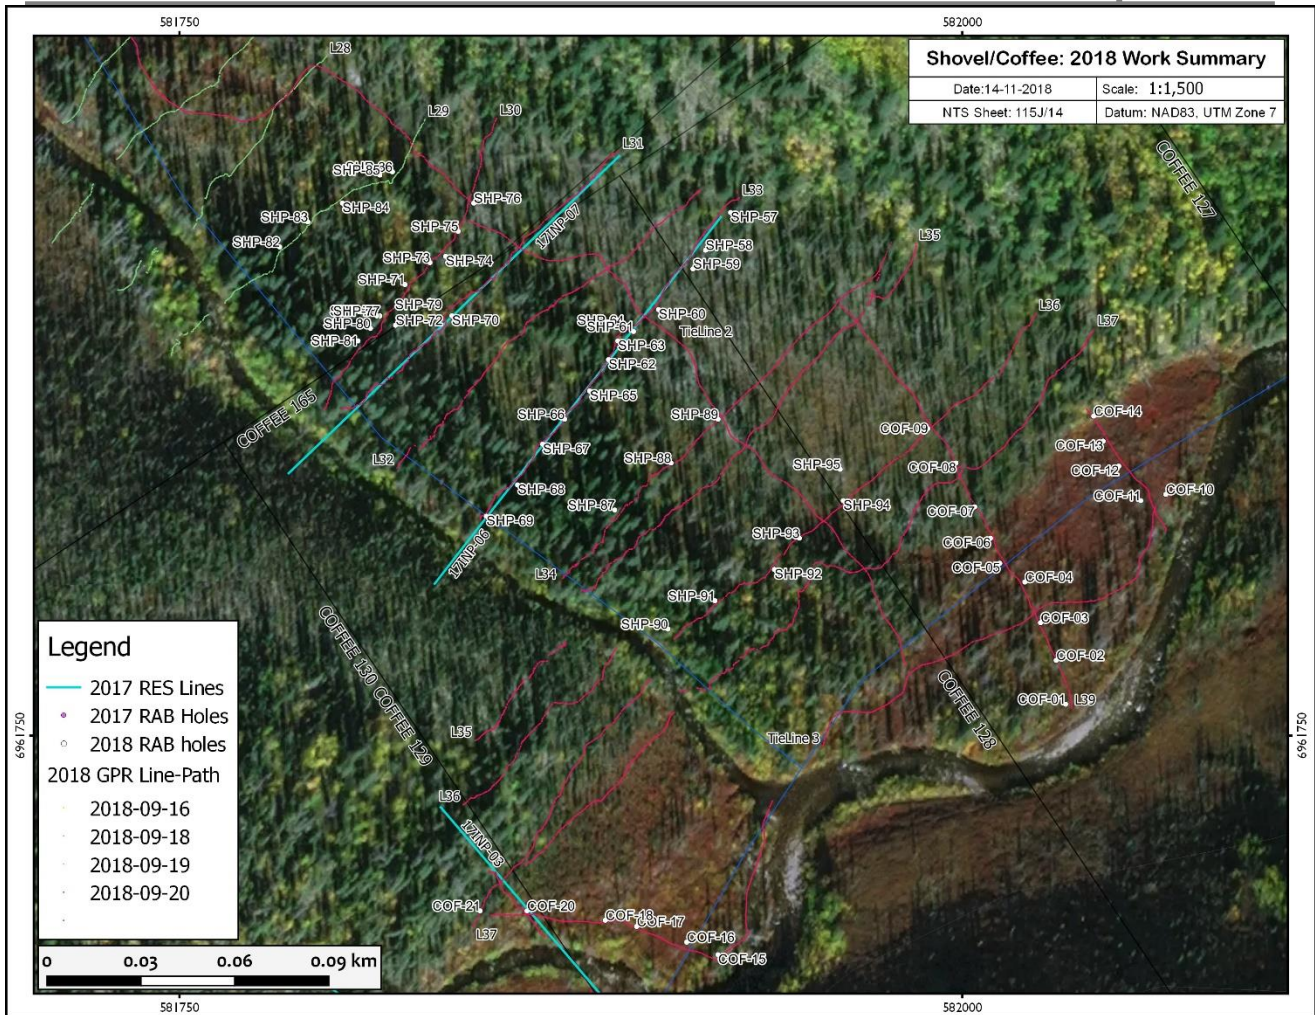 581750
582000
Shovel/Coffee: 2018 Work Summary
Date:14-11-2018
Scale: 1:1,500
NTS Sheet: 115J/14
Datum: NAD83, UTM Zone 7
L28
L29
L30
L31
COFFEE 127
SHP-85
SHP-76
L33
SHP-84
SHP-83
SHP-57
SHP-75
17INP-07
L35
SHP-82
SHP-58
SHP-73
SHP-74
SHP-59
SHP-71
SHP-79
L36
SHP-77
SHP-80
SHP-72
SHP-70
SHP-60
SHP-61
TieLine 2
L37
SHP-81
SHP-63
SHP-62
SHP-65
COFFEE 165
SHP-66
SHP-89
COF-14
COF-09
SHP-67
COF-13
L32
SHP-88
SHP-95
COF-08
COF-12
SHP-68
COF-10
COF-11
SHP-87
SHP-94
COF-07
SHP-69
SHP-93
COF-06
17INP-06
COF-05
L34
SHP-92
COF-04
SHP-91
COF-03
SHP-90
COFFEE 130
COFFEE 129
COF-02
COFFEE 128
COF-01
L39
L35
TieLine 3
6961750
6961750
L36
17INP-03
COF-21
COF-20
COF-18
COF-17
L37
COF-16
COF-15
Legend
2017 RES Lines
2017 RAB Holes
2018 RAB holes
2018 GPR Line-Path
2018-09-16
2018-09-18
2018-09-19
2018-09-20
0
0.03
0.06
0.09 km
581750
582000